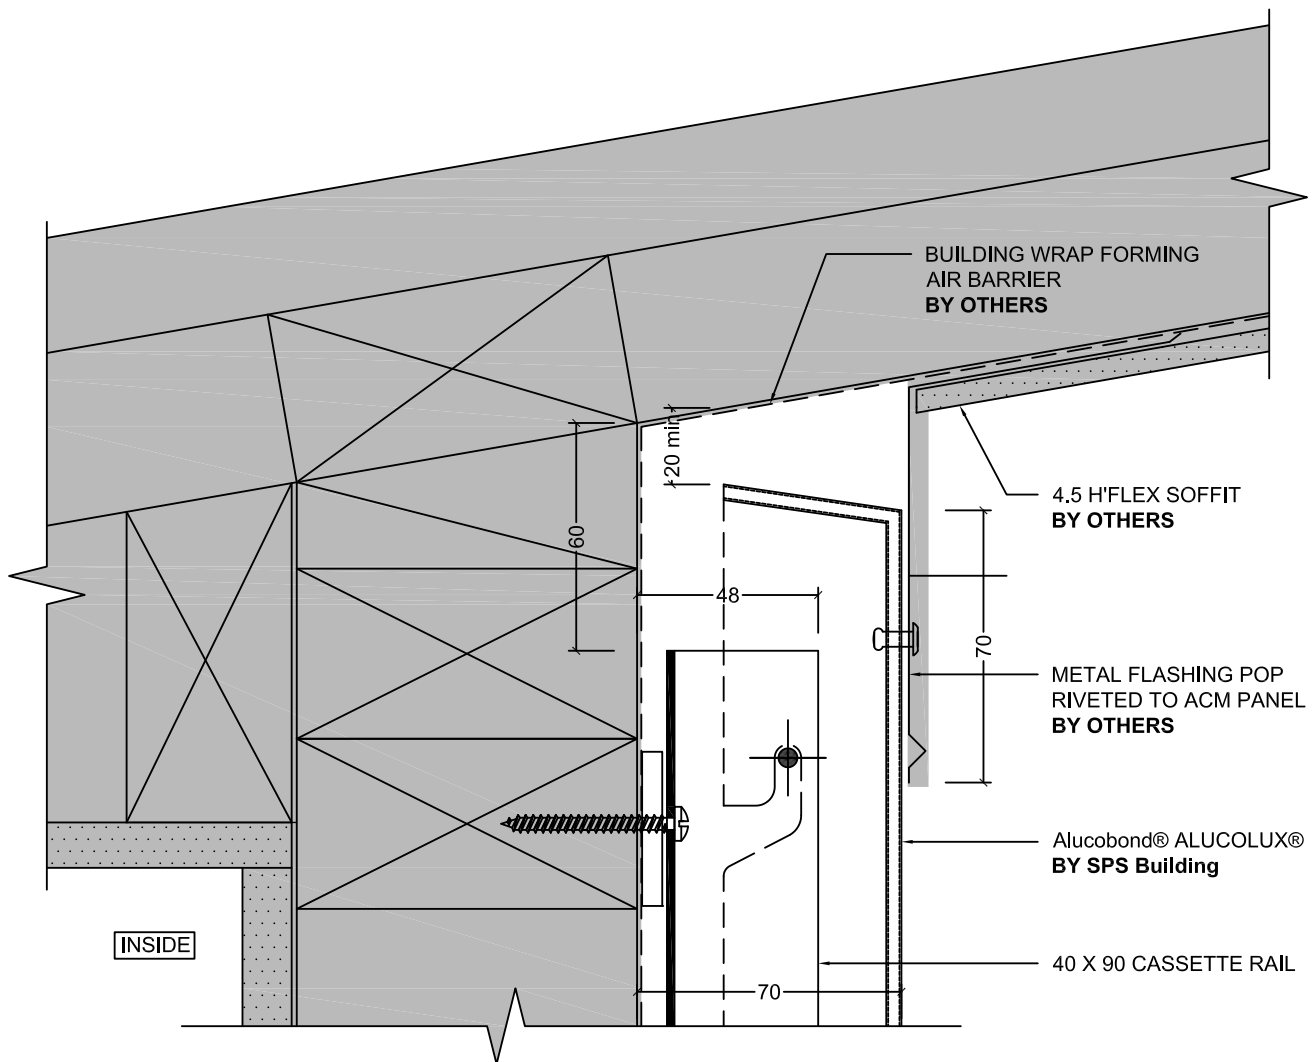 BUILDING WRAP FORMING
AIR BARRIER
BY OTHERS
20 min
4.5 H'FLEX SOFFIT
BY OTHERS
60
48
70
METAL FLASHING POP
RIVETED TO ACM PANEL
BY OTHERS
Alucobond® ALUCOLUX®
BY SPS Building
INSIDE
40 X 90 CASSETTE RAIL
70